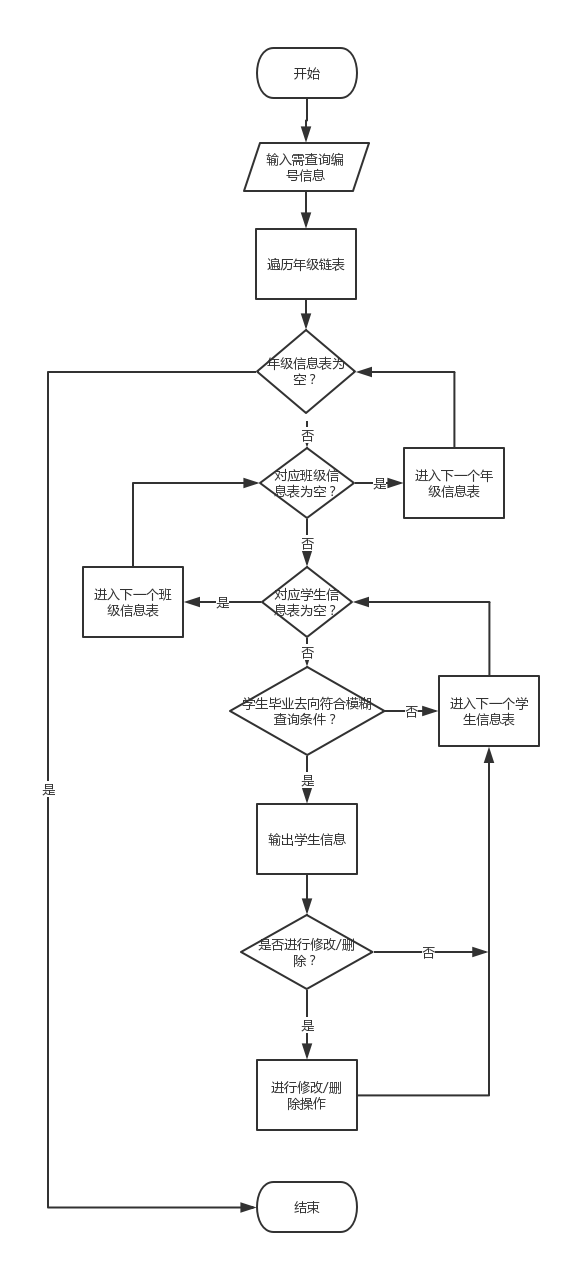 开始
输入需查询编
号信息
遍历年级链表
年级信息表为
空？
否
对应班级信
息表为空？
是
进入下一个年
级信息表
否
进入下一个班
级信息表
是
对应学生信
息表为空？
否
学生毕业去向符合模糊
查询条件？
否
进入下一个学
生信息表
是
是
输出学生信息
是否进行修改/删
除？
否
是
进行修改/删
除操作
结束